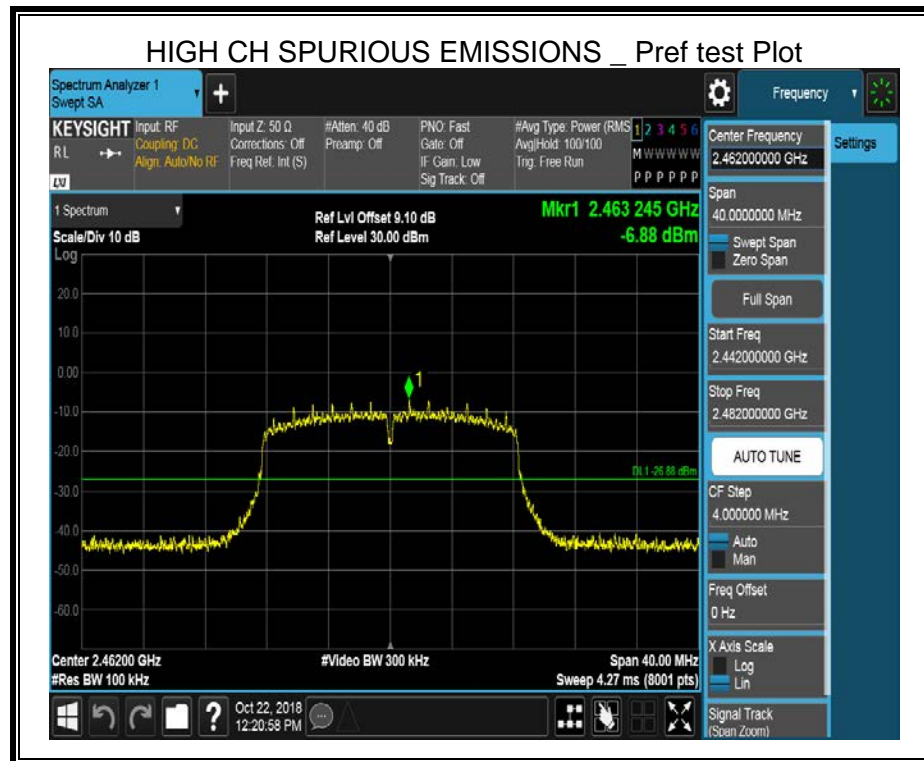 HIGH CH SPURIOUS EMISSIONS _ Pref test Plot
Spectrum Analyzer 1
Swept SA
+
Frequency
KEYSIGHT
RL
LXI
Input: RF
Coupling: DC
Align: Auto/No RF
Input Z: 50 Ω
Corrections: Off
Freq Ref: Int (S)
#Atten: 40 dB
Preamp: Off
PNO: Fast
Gate: Off
IF Gain: Low
Sig Track: Off
#Avg Type: Power (RMS
Avg|Hold: 100/100
Trig: Free Run
1 2 3 4 5 6
M W W W W W
P P P P P P
Center Frequency
2.462000000 GHz
Settings
1 Spectrum
Scale/Div 10 dB
Log
Ref Lvl Offset 9.10 dB
Ref Level 30.00 dBm
Mkr1 2.463 245 GHz
-6.88 dBm
20.0
10.0
0.00
-10.0
-20.0
-30.0
-40.0
-50.0
-60.0
1
DL1 -26.88 dBm
Span
40.0000000 MHz
Swept Span
Zero Span
Full Span
Start Freq
2.442000000 GHz
Stop Freq
2.482000000 GHz
AUTO TUNE
CF Step
4.000000 MHz
Auto
Man
Freq Offset
0 Hz
X Axis Scale
Log
Lin
Signal Track
(Span Zoom)
Center 2.46200 GHz
#Res BW 100 kHz
#Video BW 300 kHz
Span 40.00 MHz
Sweep 4.27 ms (8001 pts)
?
Oct 22, 2018
12:20:58 PM